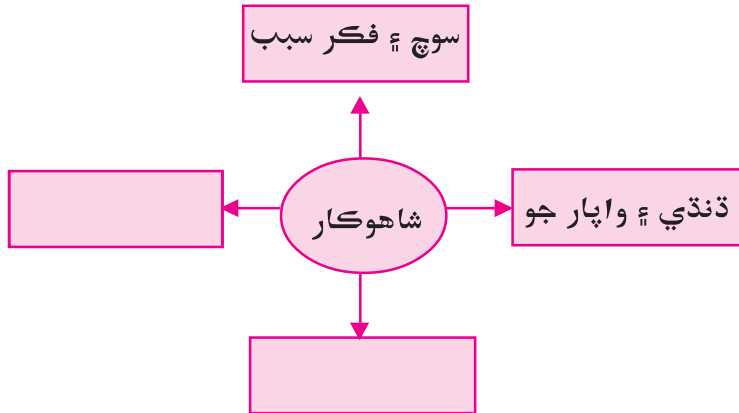 سوچ ۽ فڪر سبب
ڌنڌي ۽ واپار جو
شاهوڪار